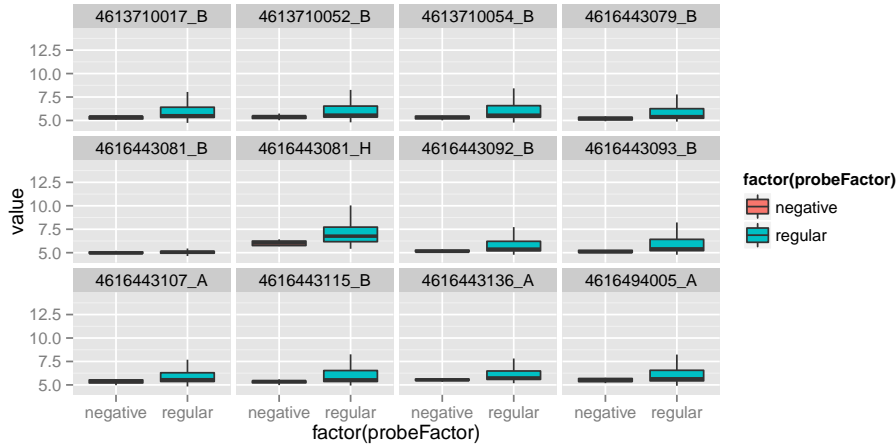 4613710017_B 4613710052_B 4613710054_B 4616443079_B
12.5
10.0
7.5
5.0
4616443081_B 4616443081_H 4616443092_B 4616443093_B
12.5
10.0
7.5
5.0
4616443107_A 4616443115_B 4616443136_A 4616494005_A
12.5
10.0
7.5
5.0
negative regular negative regular negative regular negative regular
factor(probeFactor)
value
factor(probeFactor)
negative
regular